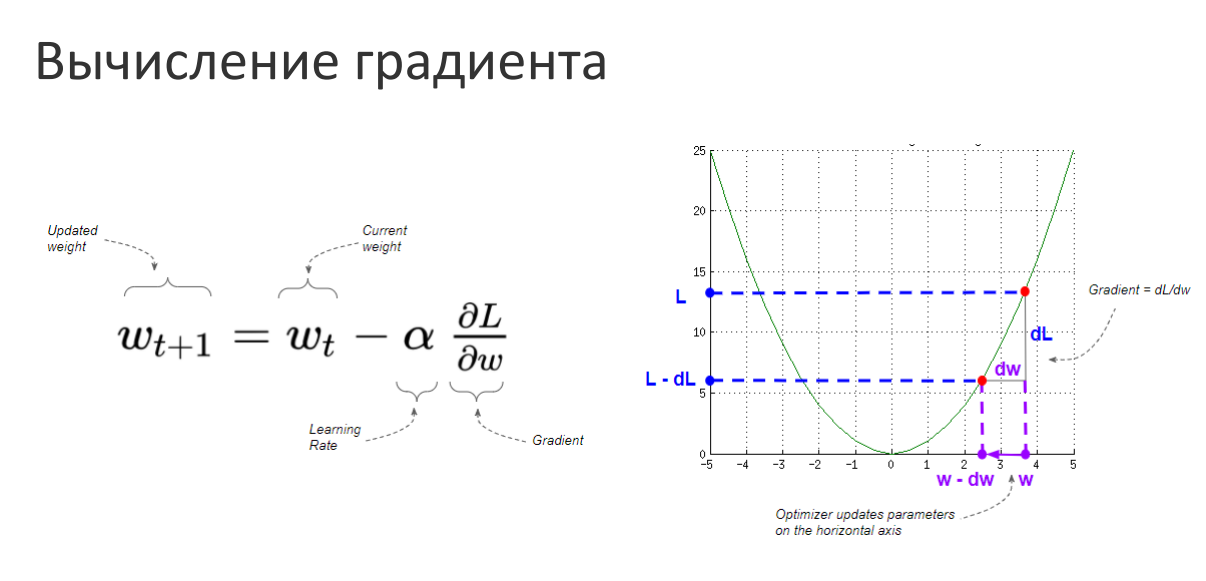 Вычисление градиента
Updated
weight
Current
weight
wₜ₊₁ = wₜ − α ∂L/∂w
Learning
Rate
Gradient
25
20
15
10
5
0
-5 -4 -3 -2 -1 0 1 2 3 4 5
L
L - dL
dL
dw
w - dw
w
Gradient = dL/dw
Optimizer updates parameters
on the horizontal axis